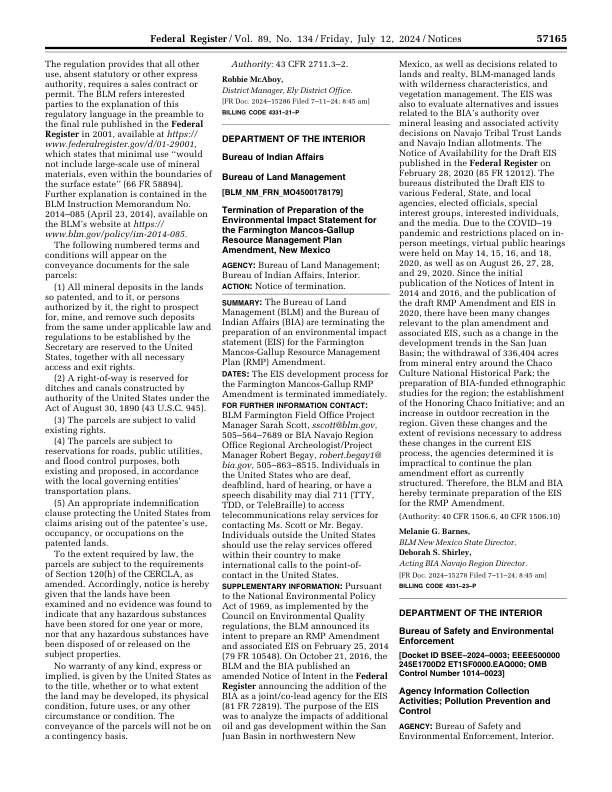 Federal Register / Vol. 89, No. 134 / Friday, July 12, 2024 / Notices 57165
The regulation provides that all other
use, absent statutory or other express
authority, requires a sales contract or
permit. The BLM refers interested
parties to the explanation of this
regulatory language in the preamble to
the final rule published in the Federal
Register in 2001, available at https://
www.federalregister.gov/d/01-29001,
which states that minimal use ‘‘would
not include large-scale use of mineral
materials, even within the boundaries of
the surface estate’’ (66 FR 58894).
Further explanation is contained in the
BLM Instruction Memorandum No.
2014–085 (April 23, 2014), available on
the BLM’s website at https://
www.blm.gov/policy/im-2014-085.
The following numbered terms and
conditions will appear on the
conveyance documents for the sale
parcels:
(1) All mineral deposits in the lands
so patented, and to it, or persons
authorized by it, the right to prospect
for, mine, and remove such deposits
from the same under applicable law and
regulations to be established by the
Secretary are reserved to the United
States, together with all necessary
access and exit rights.
(2) A right-of-way is reserved for
ditches and canals constructed by
authority of the United States under the
Act of August 30, 1890 (43 U.S.C. 945).
(3) The parcels are subject to valid
existing rights.
(4) The parcels are subject to
reservations for roads, public utilities,
and flood control purposes, both
existing and proposed, in accordance
with the local governing entities’
transportation plans.
(5) An appropriate indemnification
clause protecting the United States from
claims arising out of the patentee’s use,
occupancy, or occupations on the
patented lands.
To the extent required by law, the
parcels are subject to the requirements
of Section 120(h) of the CERCLA, as
amended. Accordingly, notice is hereby
given that the lands have been
examined and no evidence was found to
indicate that any hazardous substances
have been stored for one year or more,
nor that any hazardous substances have
been disposed of or released on the
subject properties.
No warranty of any kind, express or
implied, is given by the United States as
to the title, whether or to what extent
the land may be developed, its physical
condition, future uses, or any other
circumstance or condition. The
conveyance of the parcels will not be on
a contingency basis.
Authority: 43 CFR 2711.3–2.
Robbie McAboy,
District Manager, Ely District Office.
[FR Doc. 2024–15286 Filed 7–11–24; 8:45 am]
BILLING CODE 4331–21–P
DEPARTMENT OF THE INTERIOR
Bureau of Indian Affairs
Bureau of Land Management
[BLM_NM_FRN_MO4500178179]
Termination of Preparation of the
Environmental Impact Statement for
the Farmington Mancos-Gallup
Resource Management Plan
Amendment, New Mexico
AGENCY: Bureau of Land Management;
Bureau of Indian Affairs, Interior.
ACTION: Notice of termination.
SUMMARY: The Bureau of Land
Management (BLM) and the Bureau of
Indian Affairs (BIA) are terminating the
preparation of an environmental impact
statement (EIS) for the Farmington
Mancos-Gallup Resource Management
Plan (RMP) Amendment.
DATES: The EIS development process for
the Farmington Mancos-Gallup RMP
Amendment is terminated immediately.
FOR FURTHER INFORMATION CONTACT:
BLM Farmington Field Office Project
Manager Sarah Scott, sscott@blm.gov,
505–564–7689 or BIA Navajo Region
Office Regional Archeologist/Project
Manager Robert Begay, robert.begay1@
bia.gov, 505–863–8515. Individuals in
the United States who are deaf,
deafblind, hard of hearing, or have a
speech disability may dial 711 (TTY,
TDD, or TeleBraille) to access
telecommunications relay services for
contacting Ms. Scott or Mr. Begay.
Individuals outside the United States
should use the relay services offered
within their country to make
international calls to the point-of-
contact in the United States.
SUPPLEMENTARY INFORMATION: Pursuant
to the National Environmental Policy
Act of 1969, as implemented by the
Council on Environmental Quality
regulations, the BLM announced its
intent to prepare an RMP Amendment
and associated EIS on February 25, 2014
(79 FR 10548). On October 21, 2016, the
BLM and the BIA published an
amended Notice of Intent in the Federal
Register announcing the addition of the
BIA as a joint/co-lead agency for the EIS
(81 FR 72819). The purpose of the EIS
was to analyze the impacts of additional
oil and gas development within the San
Juan Basin in northwestern New
Mexico, as well as decisions related to
lands and realty, BLM-managed lands
with wilderness characteristics, and
vegetation management. The EIS was
also to evaluate alternatives and issues
related to the BIA’s authority over
mineral leasing and associated activity
decisions on Navajo Tribal Trust Lands
and Navajo Indian allotments. The
Notice of Availability for the Draft EIS
published in the Federal Register on
February 28, 2020 (85 FR 12012). The
bureaus distributed the Draft EIS to
various Federal, State, and local
agencies, elected officials, special
interest groups, interested individuals,
and the media. Due to the COVID–19
pandemic and restrictions placed on in-
person meetings, virtual public hearings
were held on May 14, 15, 16, and 18,
2020, as well as on August 26, 27, 28,
and 29, 2020. Since the initial
publication of the Notices of Intent in
2014 and 2016, and the publication of
the draft RMP Amendment and EIS in
2020, there have been many changes
relevant to the plan amendment and
associated EIS, such as a change in the
development trends in the San Juan
Basin; the withdrawal of 336,404 acres
from mineral entry around the Chaco
Culture National Historical Park; the
preparation of BIA-funded ethnographic
studies for the region; the establishment
of the Honoring Chaco Initiative; and an
increase in outdoor recreation in the
region. Given these changes and the
extent of revisions necessary to address
these changes in the current EIS
process, the agencies determined it is
impractical to continue the plan
amendment effort as currently
structured. Therefore, the BLM and BIA
hereby terminate preparation of the EIS
for the RMP Amendment.
(Authority: 40 CFR 1506.6, 40 CFR 1506.10)
Melanie G. Barnes,
BLM New Mexico State Director.
Deborah S. Shirley,
Acting BIA Navajo Region Director.
[FR Doc. 2024–15278 Filed 7–11–24; 8:45 am]
BILLING CODE 4331–23–P
DEPARTMENT OF THE INTERIOR
Bureau of Safety and Environmental
Enforcement
[Docket ID BSEE–2024–0003; EEEE500000
245E1700D2 ET1SF0000.EAQ000; OMB
Control Number 1014–0023]
Agency Information Collection
Activities; Pollution Prevention and
Control
AGENCY: Bureau of Safety and
Environmental Enforcement, Interior.